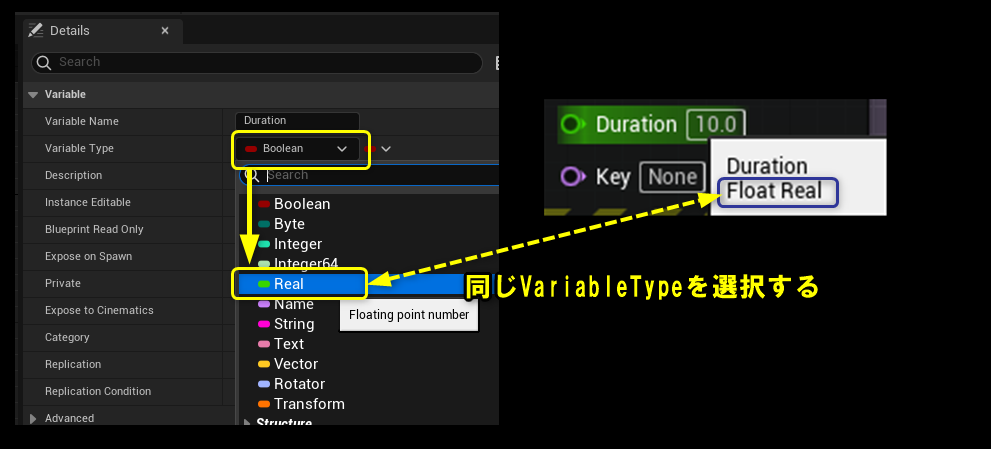 Details
Search
Variable
Variable Name
Duration
Variable Type
Boolean
Description
Search
Instance Editable
Boolean
Blueprint Read Only
Byte
Expose on Spawn
Integer
Integer64
Private
Real
Expose to Cinematics
Name
Floating point number
Category
String
Replication
Text
Vector
Replication Condition
Rotator
Advanced
Transform
Structure
Duration 10.0
Key None
Duration
Float Real
同じVariableTypeを選択する